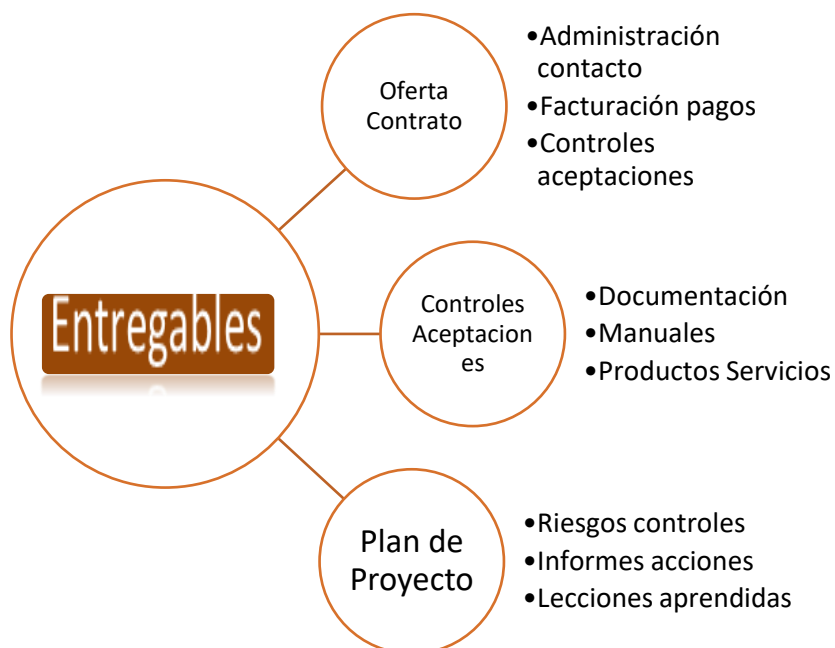 Entregables
Oferta
Contrato
•Administración
contacto
•Facturación pagos
•Controles
aceptaciones
Controles
Aceptacion
es
•Documentación
•Manuales
•Productos Servicios
Plan de
Proyecto
•Riesgos controles
•Informes acciones
•Lecciones aprendidas